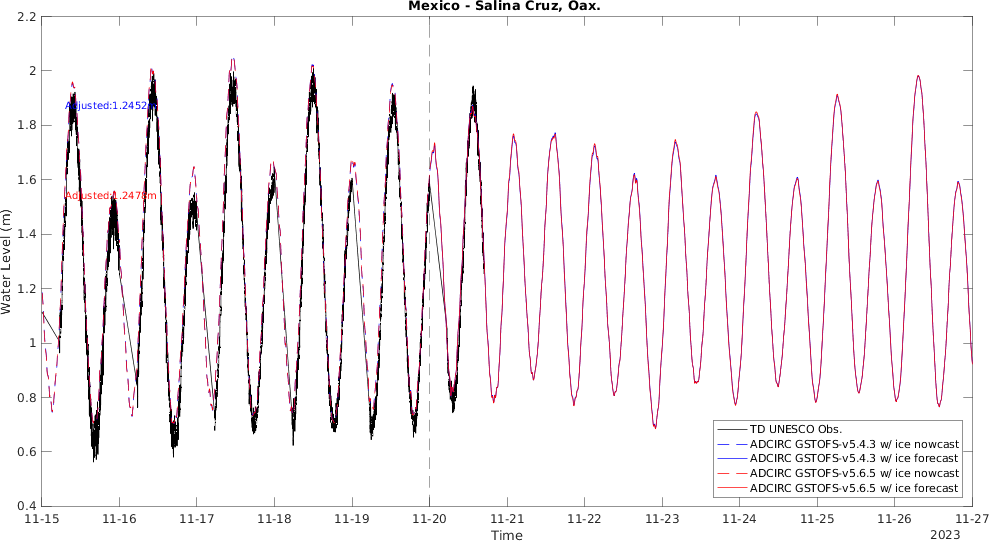 Mexico - Salina Cruz, Oax.
Water Level (m)
2.2
2
1.8
1.6
1.4
1.2
1
0.8
0.6
0.4
Adjusted:1.2452m
Adjusted:1.2478m
TD UNESCO Obs.
ADCIRC GSTOFS-v5.4.3 w/ ice nowcast
ADCIRC GSTOFS-v5.4.3 w/ ice forecast
ADCIRC GSTOFS-v5.6.5 w/ ice nowcast
ADCIRC GSTOFS-v5.6.5 w/ ice forecast
11-15 11-16 11-17 11-18 11-19 11-20 11-21 11-22 11-23 11-24 11-25 11-26 11-27
Time
2023